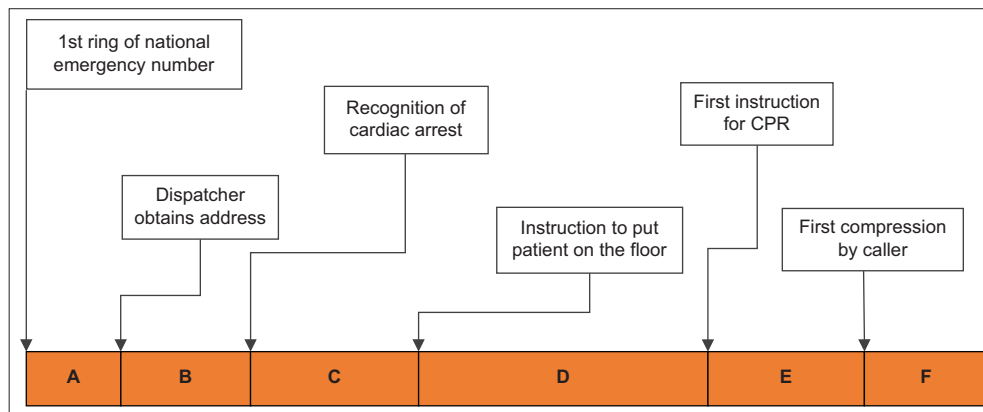 1st ring of national
emergency number
Recognition of
cardiac arrest
First instruction
for CPR
Dispatcher
obtains address
Instruction to put
patient on the floor
First compression
by caller
A B C D E F